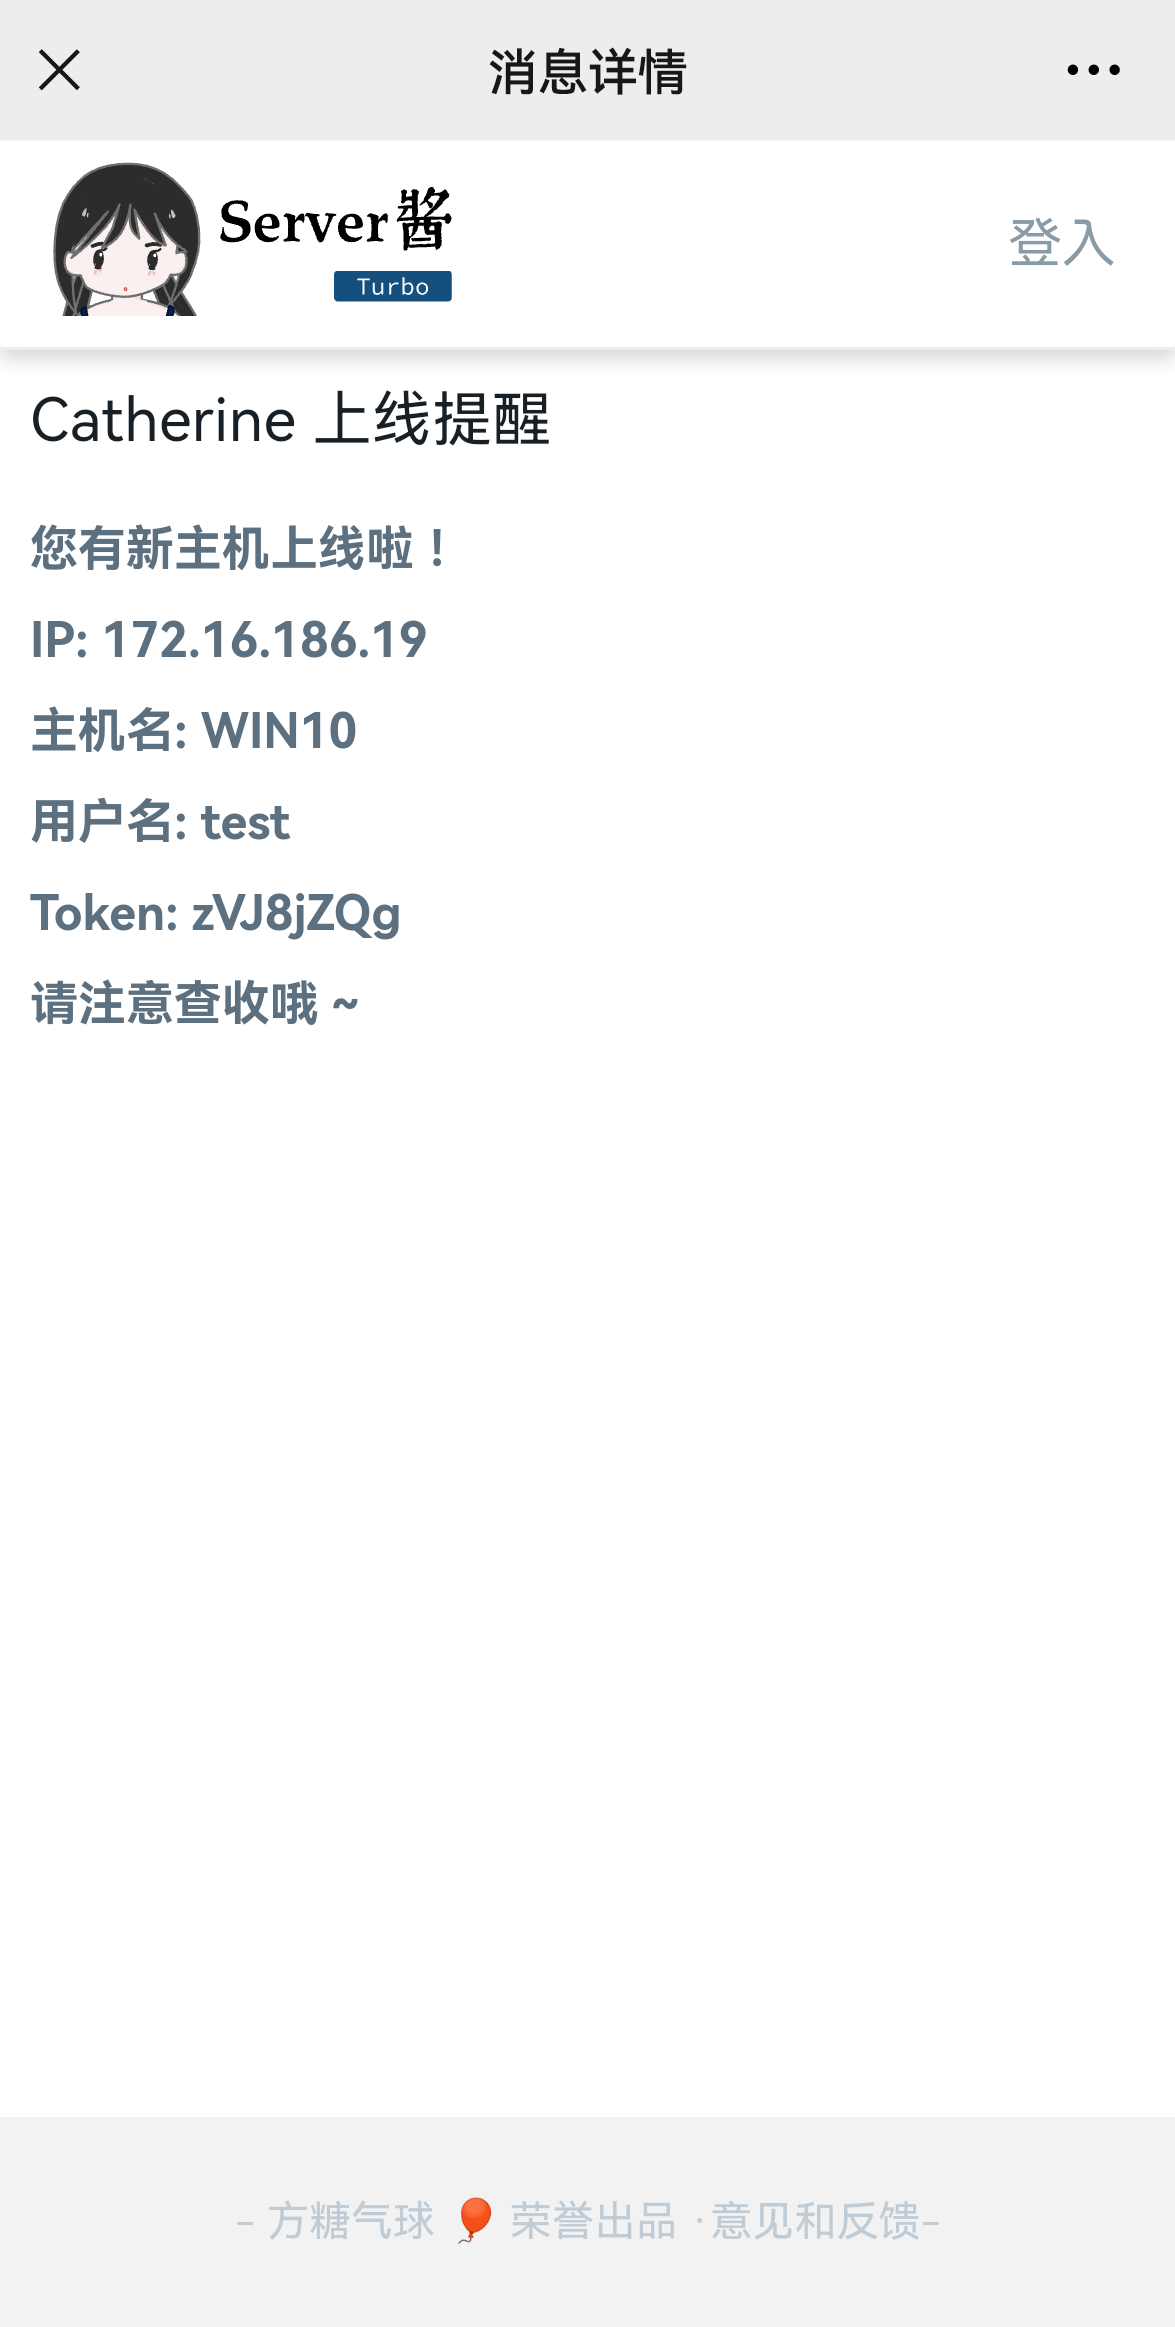 消息详情
Server酱
Turbo
登入
Catherine 上线提醒
您有新主机上线啦！
IP: 172.16.186.19
主机名: WIN10
用户名: test
Token: zVJ8jZQg
请注意查收哦 ~
- 方糖气球 🎈 荣誉出品 ·意见和反馈-